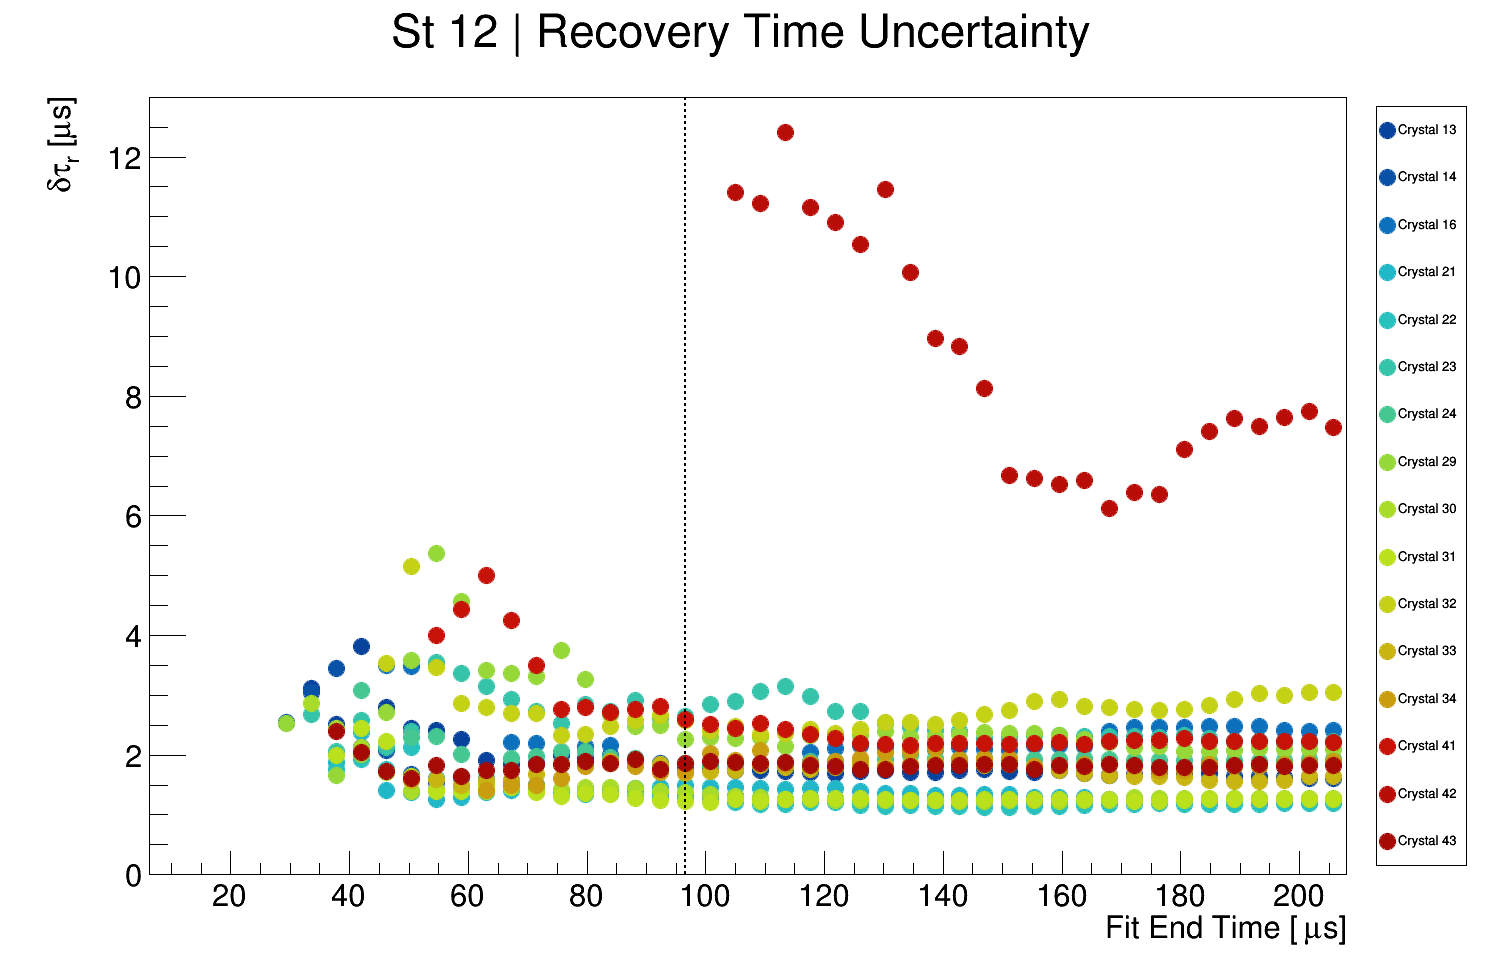 St 12 | Recovery Time Uncertainty
δτr [μs]
12
10
8
6
4
2
0
20 40 60 80 100 120 140 160 180 200
Fit End Time [ μs]
Crystal 13
Crystal 14
Crystal 16
Crystal 21
Crystal 22
Crystal 23
Crystal 24
Crystal 29
Crystal 30
Crystal 31
Crystal 32
Crystal 33
Crystal 34
Crystal 41
Crystal 42
Crystal 43